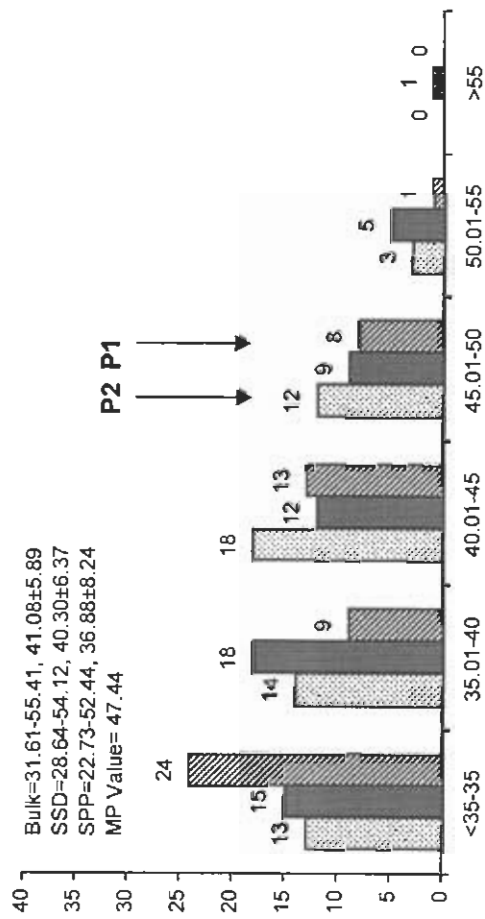 Bulk=31.61-55.41, 41.08±5.89
SSD=28.64-54.12, 40.30±6.37
SPP=22.73-52.44, 36.88±8.24
MP Value= 47.44
P2 P1
40
35
30
25
20
15
10
5
0
13 15 24
14 18 9
18 12 13
12 9 8
3 5 1
0 1 0
<35-35 35.01-40 40.01-45 45.01-50 50.01-55 >55